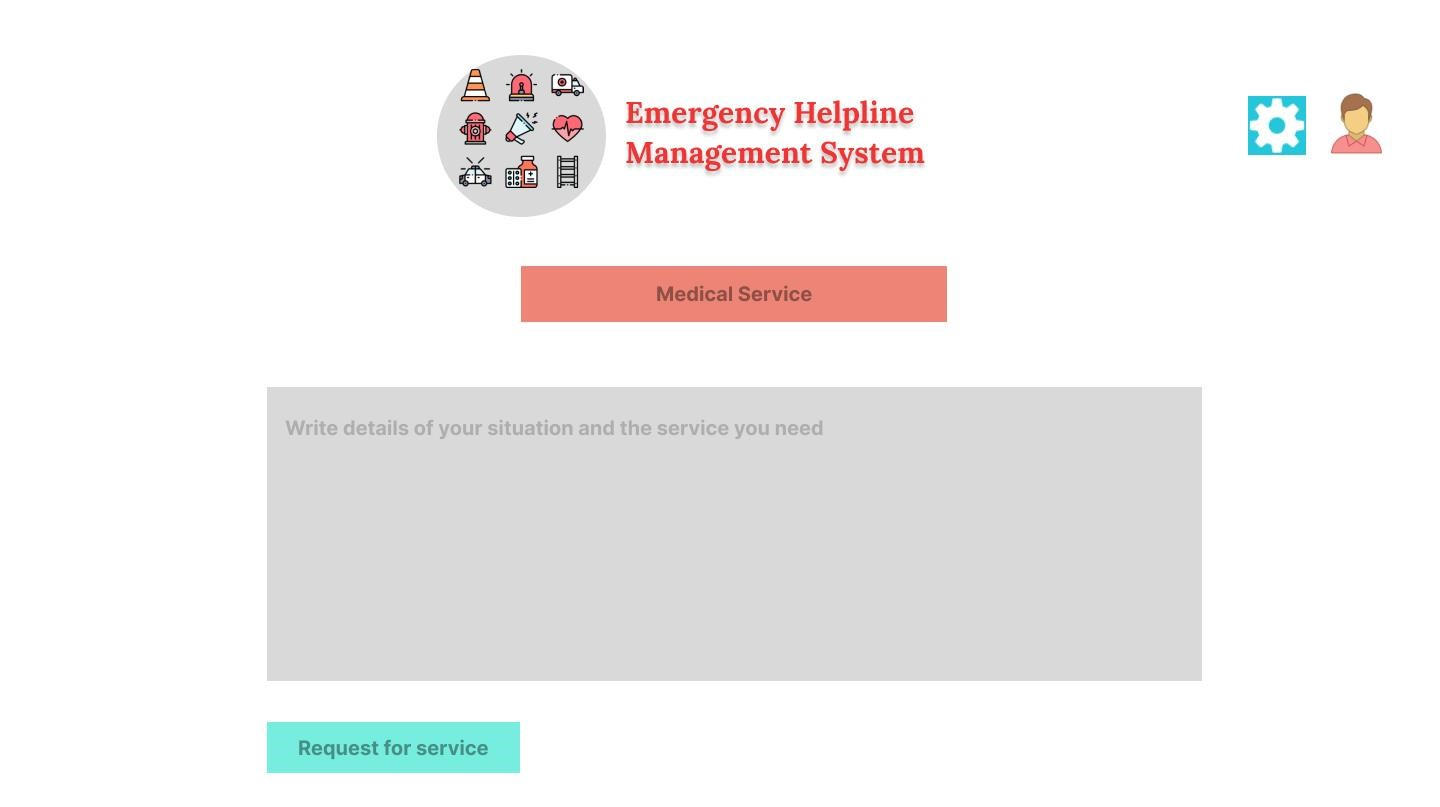 Emergency Helpline
Management System
Medical Service
Write details of your situation and the service you need
Request for service